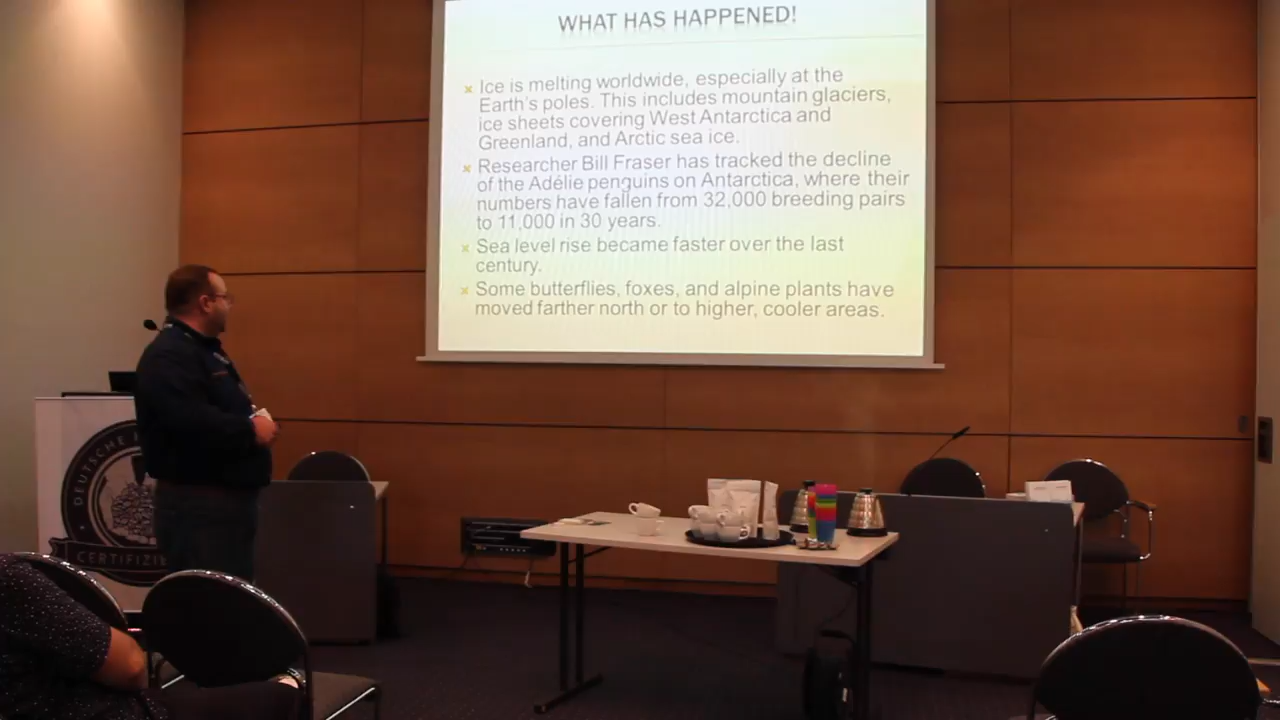 WHAT HAS HAPPENED!
Ice is melting worldwide, especially at the
Earth's poles. This includes mountain glaciers,
ice sheets covering West Antarctica and
Greenland, and Arctic sea ice.
Researcher Bill Fraser has tracked the decline
of the Adélie penguins on Antarctica, where their
numbers have fallen from 32,000 breeding pairs
to 11,000 in 30 years.
Sea level rise became faster over the last
century.
Some butterflies, foxes, and alpine plants have
moved farther north or to higher, cooler areas.
DEUTSCHE
CERTIFIZI